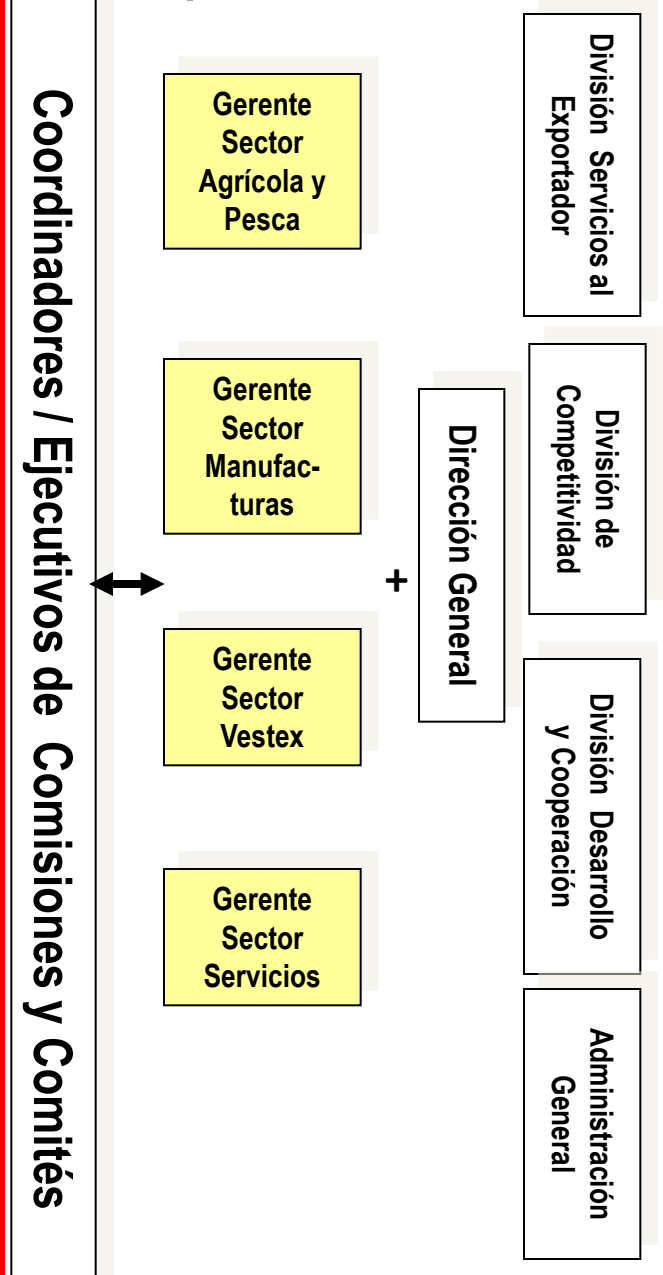 Coordinadores / Ejecutivos de Comisiones y Comités
Gerente
Sector
Agrícola y
Pesca
Gerente
Sector
Manufac-
turas
Gerente
Sector
Vestex
Gerente
Sector
Servicios
+
Dirección General
División Servicios al
Exportador
División de
Competitividad
División Desarrollo
y Cooperación
Administración
General